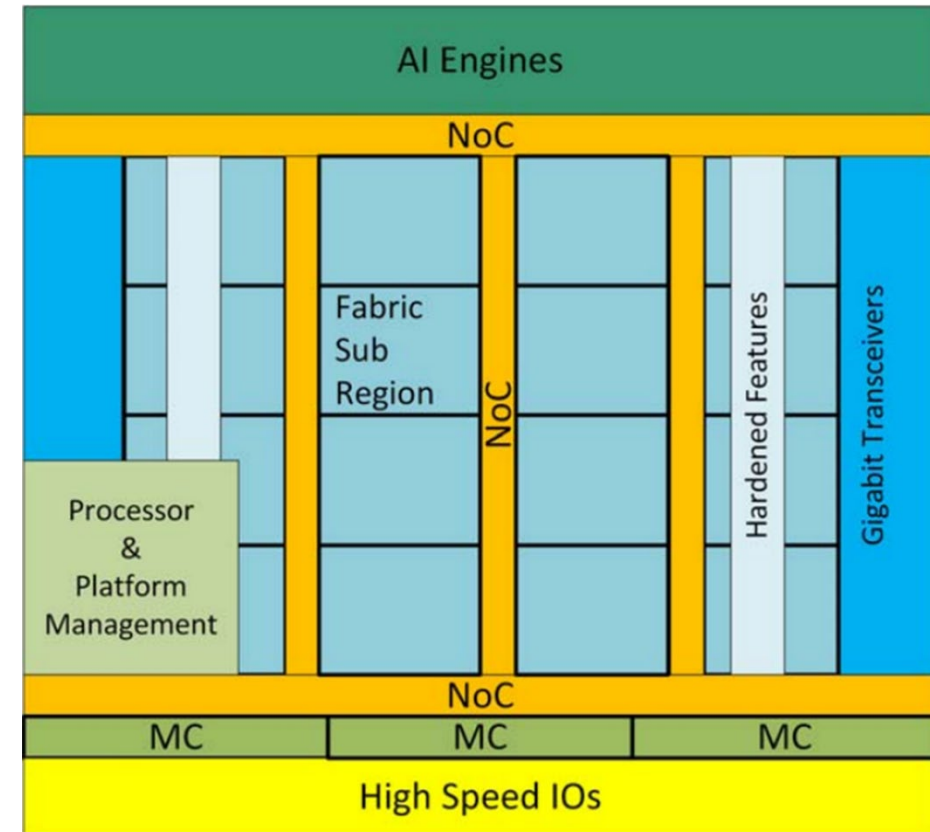 AI Engines
NoC
Fabric
Sub
Region
NoC
Hardened Features
Gigabit Transceivers
Processor
&
Platform
Management
NoC
MC
MC
MC
High Speed IOs